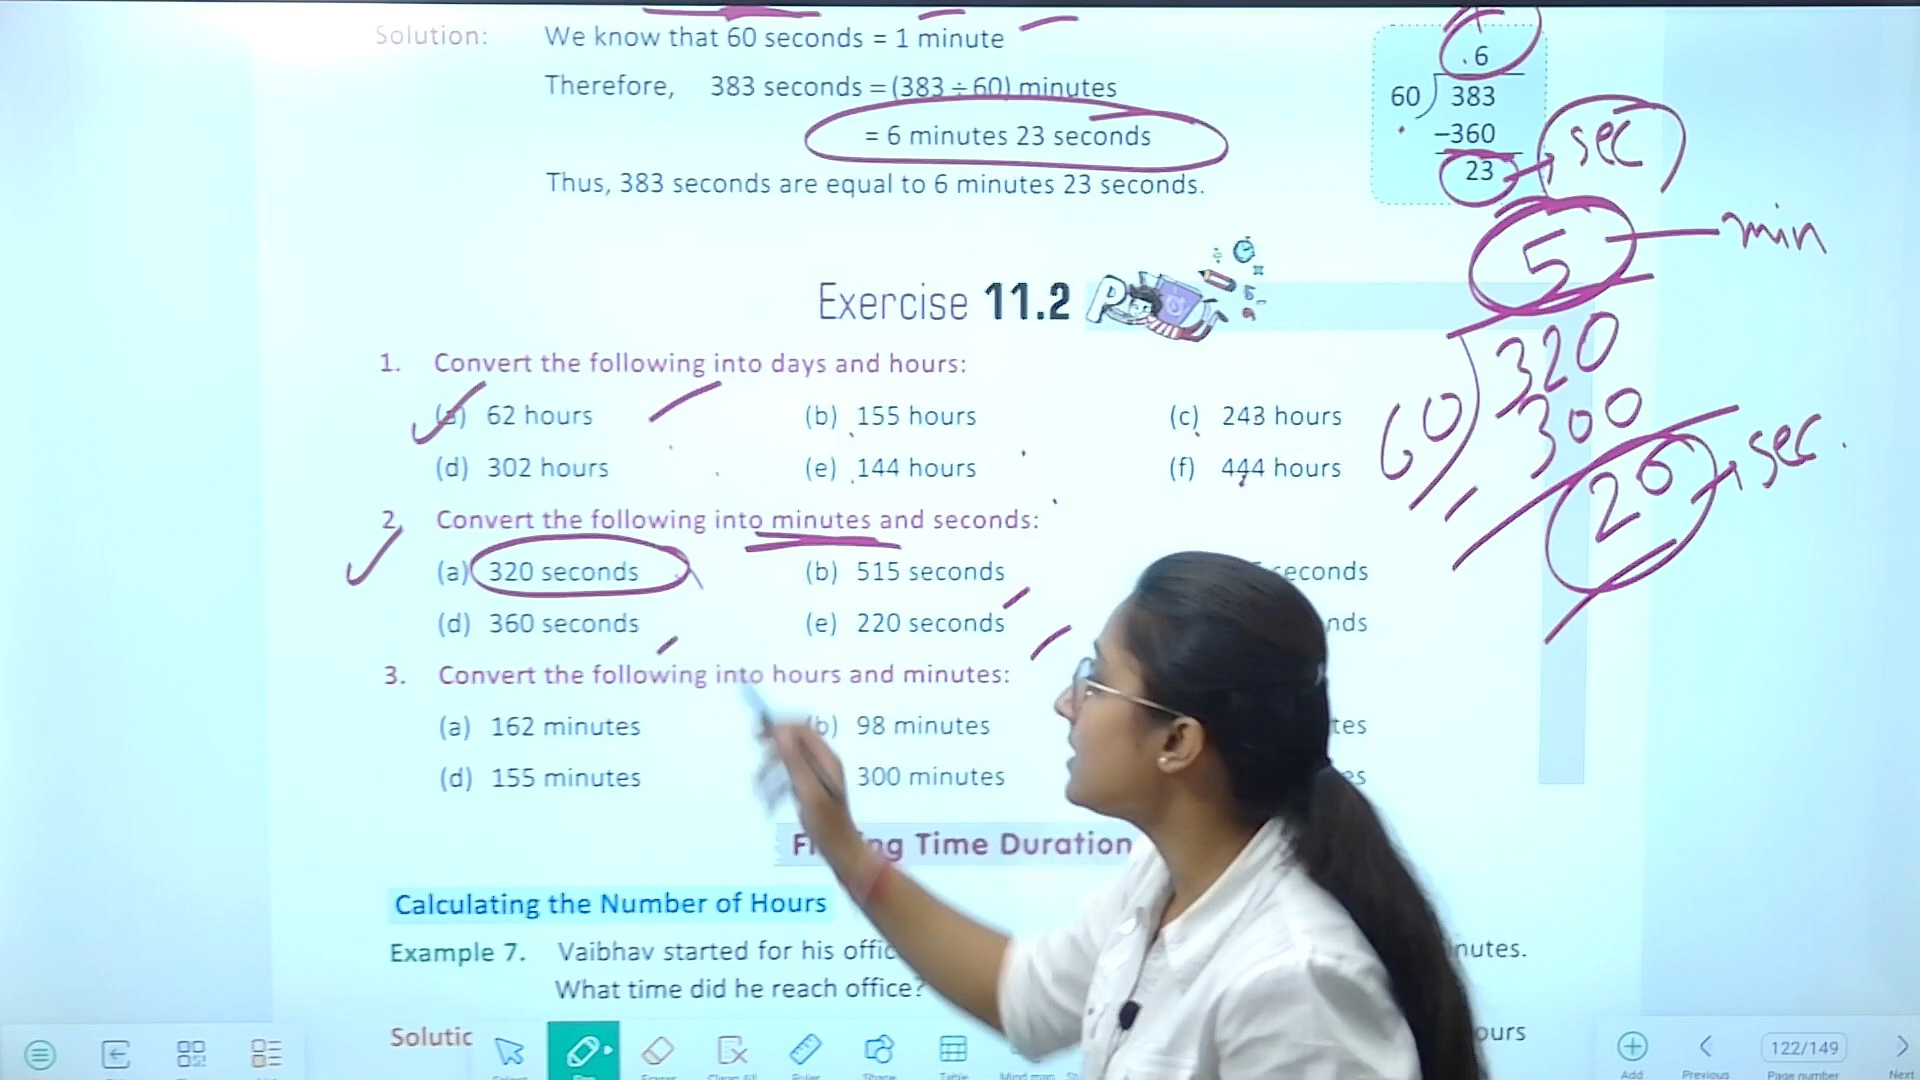 Solution: We know that 60 seconds = 1 minute
Therefore, 383 seconds = (383 ÷ 60) minutes
= 6 minutes 23 seconds
Thus, 383 seconds are equal to 6 minutes 23 seconds.
6
60 383
–360
23 sec
5 min
60 320
300
20 sec.
Exercise 11.2
1. Convert the following into days and hours:
(a) 62 hours (b) 155 hours (c) 243 hours
(d) 302 hours (e) 144 hours (f) 444 hours
2. Convert the following into minutes and seconds:
(a) 320 seconds (b) 515 seconds seconds
(d) 360 seconds (e) 220 seconds
3. Convert the following into hours and minutes:
(a) 162 minutes (b) 98 minutes
(d) 155 minutes 300 minutes
Time Duration
Calculating the Number of Hours
Example 7. Vaibhav started for his
What time did he reach office?
Add Previous 122/149 Page number Next